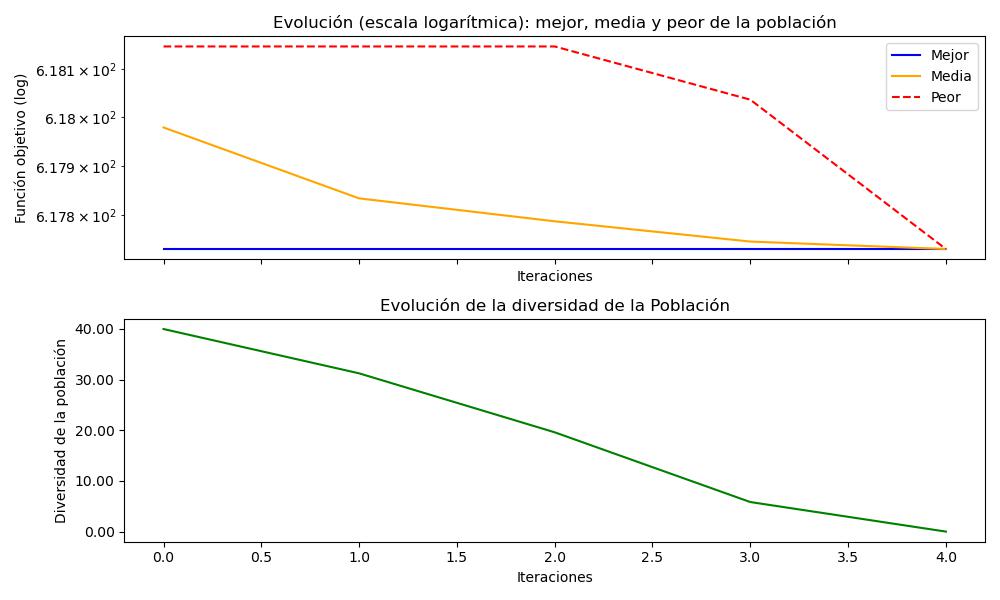 Evolución (escala logarítmica): mejor, media y peor de la población
Función objetivo (log)
6.181 × 10²
6.18 × 10²
6.179 × 10²
6.178 × 10²
Mejor
Media
Peor
Iteraciones
Evolución de la diversidad de la Población
Diversidad de la población
40.00
30.00
20.00
10.00
0.00
0.0 0.5 1.0 1.5 2.0 2.5 3.0 3.5 4.0
Iteraciones